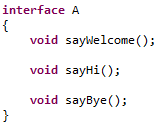 interface A
{
    void sayWelcome();
    void sayHi();
    void sayBye();
}